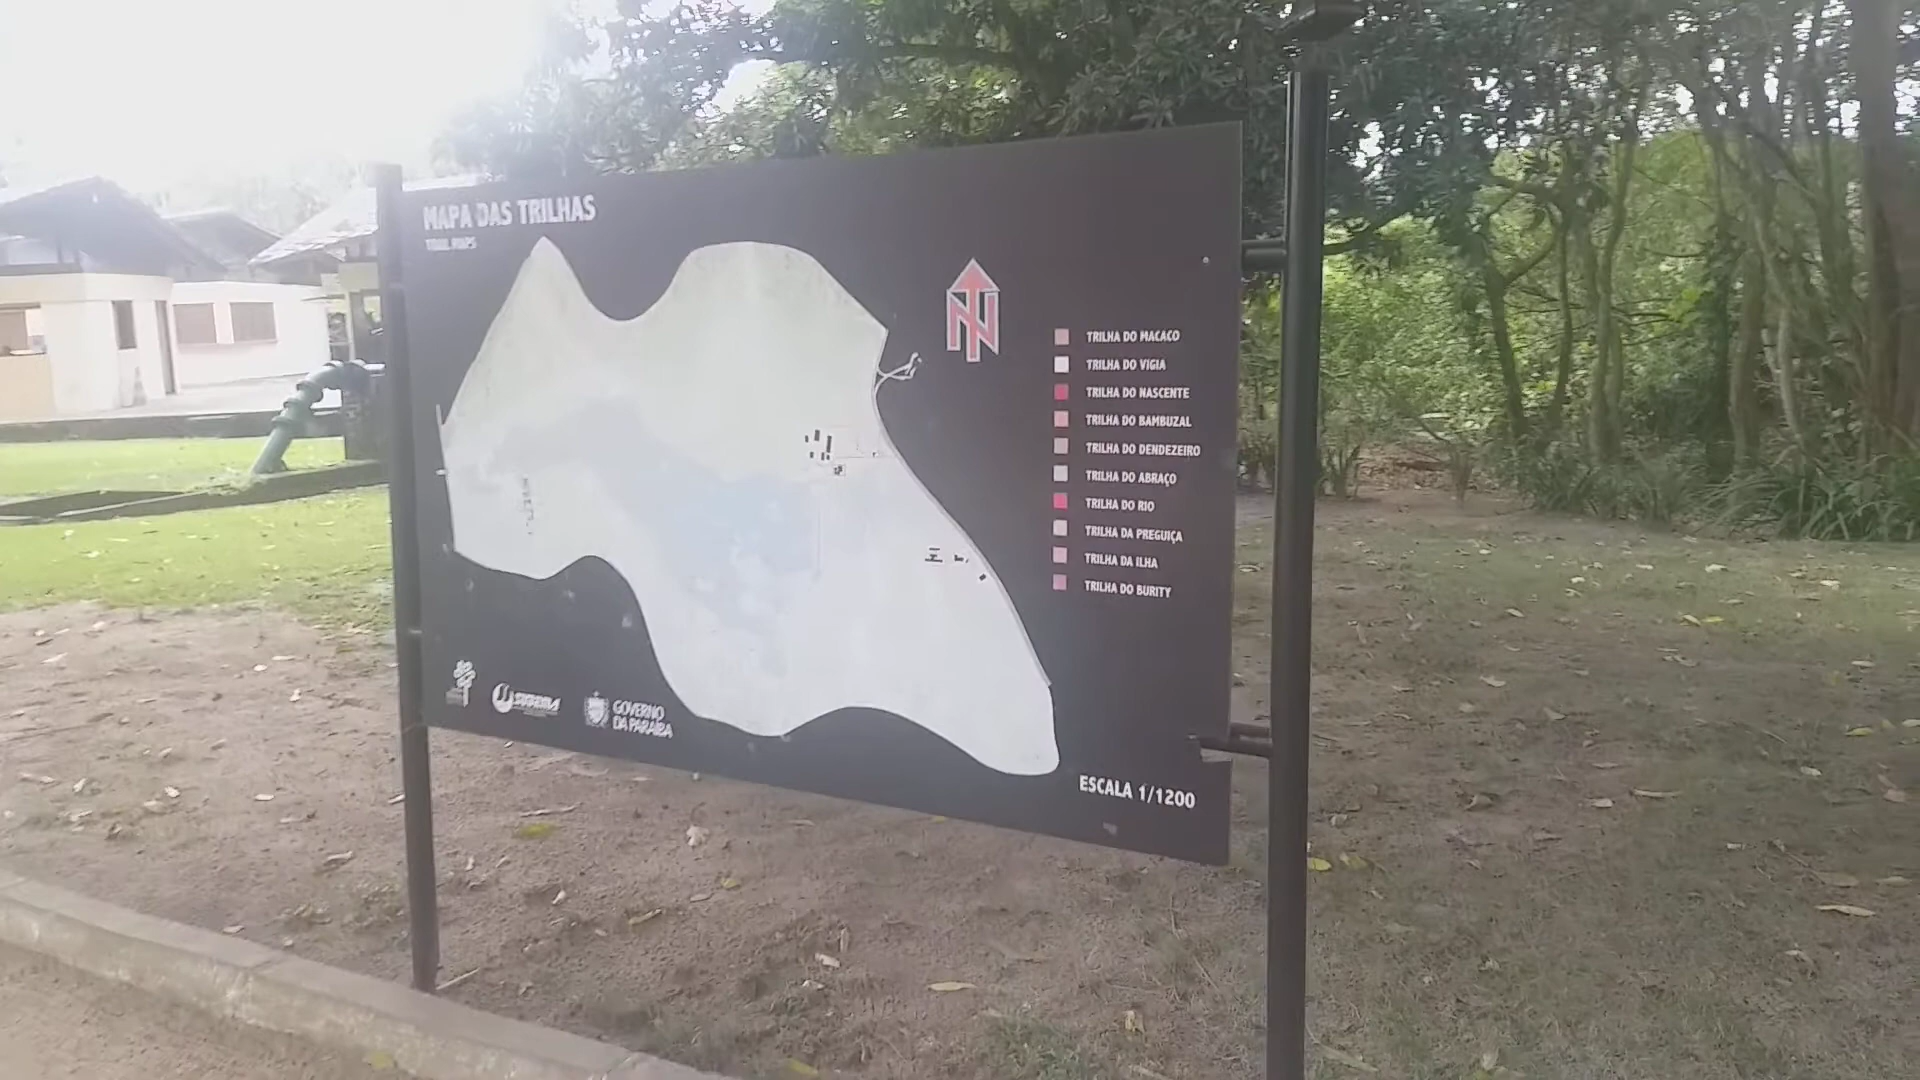 MAPA DAS TRILHAS
TRAIL MAPS
N
TRILHA DO MACACO
TRILHA DO VIGIA
TRILHA DO NASCENTE
TRILHA DO BAMBUZAL
TRILHA DO DENDEZEIRO
TRILHA DO ABRAÇO
TRILHA DO RIO
TRILHA DA PREGUIÇA
TRILHA DA ILHA
TRILHA DO BURITY
SUDEMA
GOVERNO
DA PARAÍBA
ESCALA 1/1200